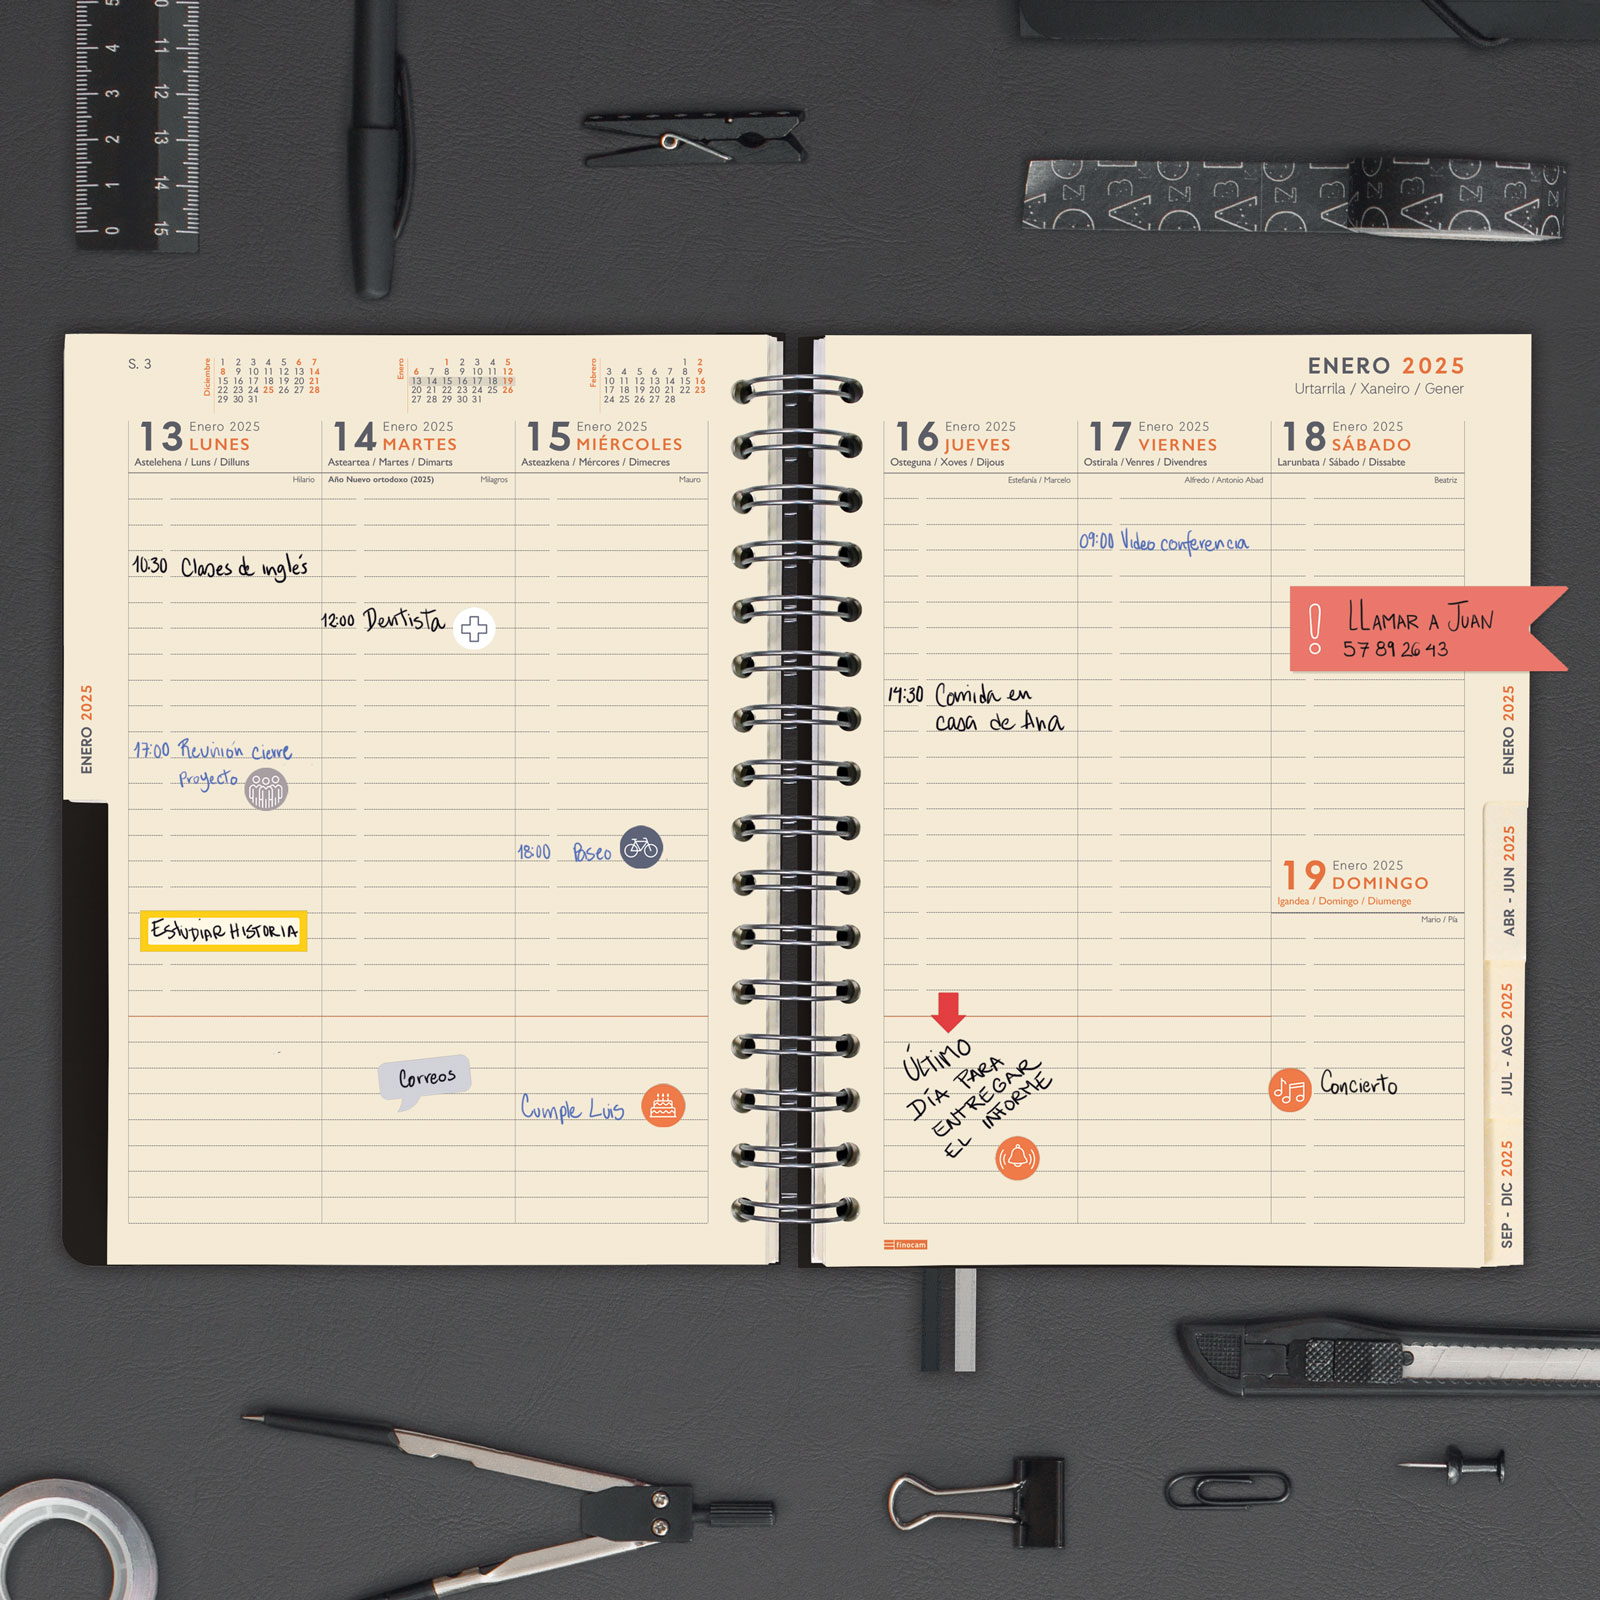 5
4
3
2
1
0
11
12
13
14
15
S. 3
Diciembre
1 2 3 4 5 6 7
8 9 10 11 12 13 14
15 16 17 18 19 20 21
22 23 24 25 26 27 28
29 30 31
Enero
1 2 3 4 5
6 7 8 9 10 11 12
13 14 15 16 17 18 19
20 21 22 23 24 25 26
27 28 29 30 31
Febrero
1 2
3 4 5 6 7 8 9
10 11 12 13 14 15 16
17 18 19 20 21 22 23
24 25 26 27 28
ENERO 2025
Urtarrila / Xaneiro / Gener
13 Enero 2025
LUNES
Astelehena / Luns / Dilluns
Hilario
10:30 Clases de inglés
17:00 Reunión cierre
Proyecto
ESTUDIAR HISTORIA
14 Enero 2025
MARTES
Asteartea / Martes / Dimarts
Año Nuevo ortodoxo (2025) Milagros
12:00 Dentista
Correos
15 Enero 2025
MIÉRCOLES
Asteazkena / Mércores / Dimecres
Mauro
18:00 Paseo
Cumple Luis
16 Enero 2025
JUEVES
Osteguna / Xoves / Dijous
Estefanía / Marcelo
14:30 Comida en
casa de Ana
ÚLTIMO
DÍA PARA
ENTREGAR
EL INFORME
17 Enero 2025
VIERNES
Ostirala / Venres / Divendres
Alfredo / Antonio Abad
09:00 Video conferencia
18 Enero 2025
SÁBADO
Larunbata / Sábado / Dissabte
Beatriz
! LLAMAR A JUAN
57 89 26 43
19 Enero 2025
DOMINGO
Igandea / Domingo / Diumenge
Mario / Pía
Concierto
finocam
ENERO 2025
ENERO 2025
ABR - JUN 2025
JUL - AGO 2025
SEP - DIC 2025